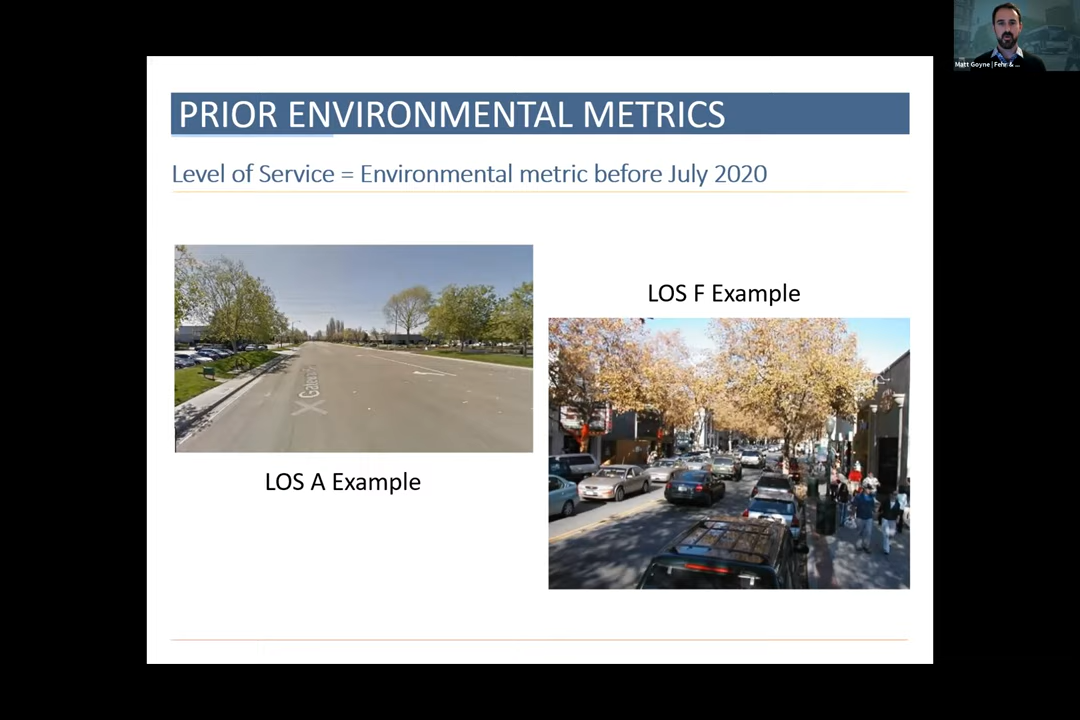 Matt Goyne | Fehr & ...
PRIOR ENVIRONMENTAL METRICS
Level of Service = Environmental metric before July 2020
LOS F Example
LOS A Example